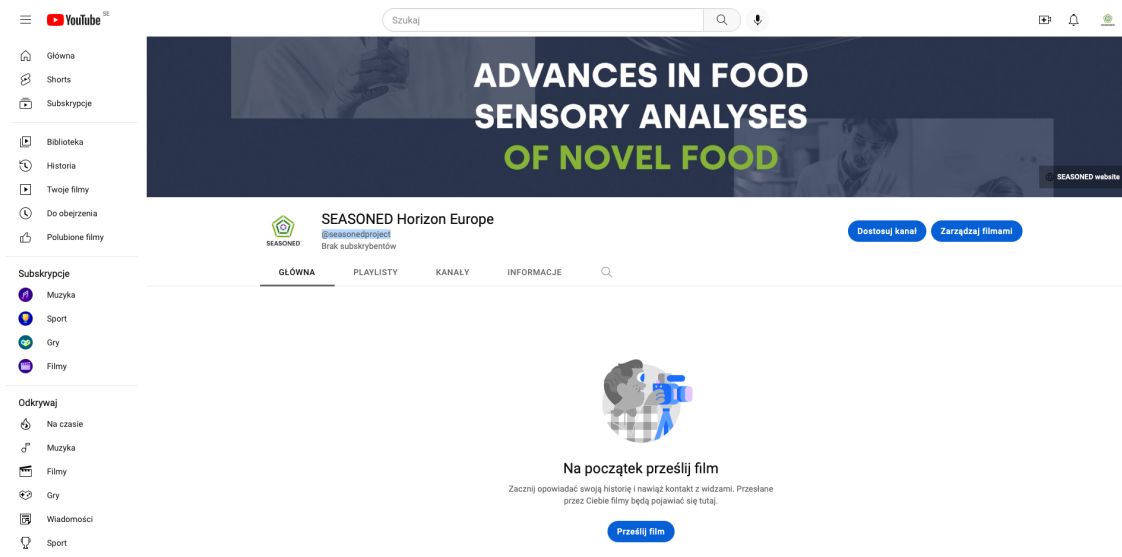 YouTube SE
Szukaj
Główna
Shorts
Subskrypcje
Biblioteka
Historia
Twoje filmy
Do obejrzenia
Polubione filmy
Subskrypcje
Muzyka
Sport
Gry
Filmy
Odkrywaj
Na czasie
Muzyka
Filmy
Gry
Wiadomości
Sport
ADVANCES IN FOOD
SENSORY ANALYSES
OF NOVEL FOOD
SEASONED website
SEASONED
SEASONED Horizon Europe
@seasonedproject
Brak subskrybentów
Dostosuj kanał
Zarządzaj filmami
GŁÓWNA
PLAYLISTY
KANAŁY
INFORMACJE
Na początek prześlij film
Zacznij opowiadać swoją historię i nawiąż kontakt z widzami. Przesłane
przez Ciebie filmy będą pojawiać się tutaj.
Prześlij film